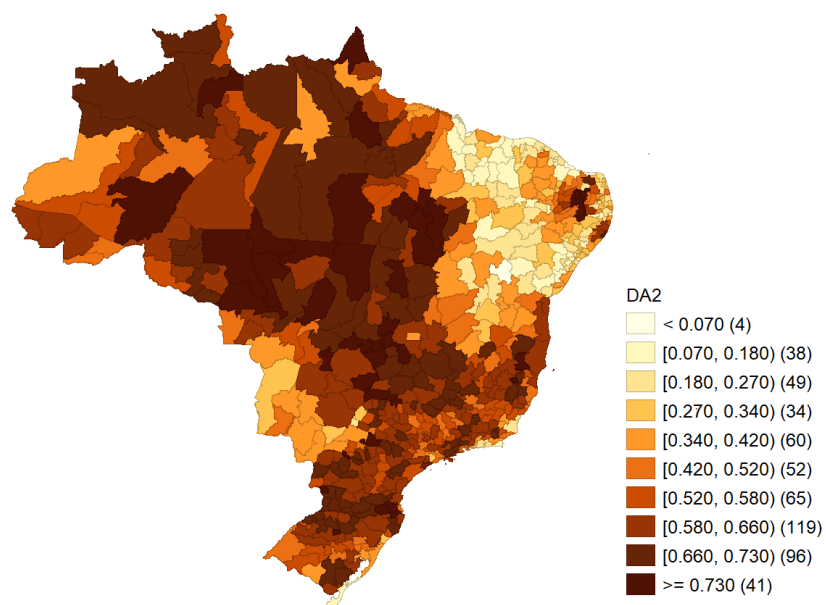 DA2
< 0.070 (4)
[0.070, 0.180) (38)
[0.180, 0.270) (49)
[0.270, 0.340) (34)
[0.340, 0.420) (60)
[0.420, 0.520) (52)
[0.520, 0.580) (65)
[0.580, 0.660) (119)
[0.660, 0.730) (96)
>= 0.730 (41)